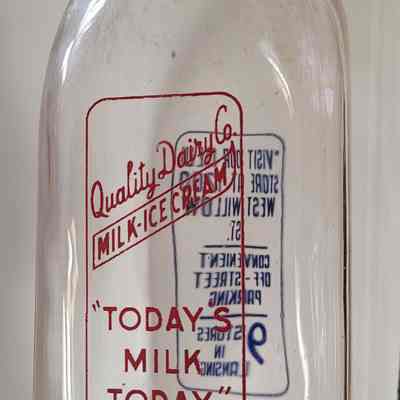 Quality Dairy Co.
MILK-ICE CREAM
"TODAY'S
MILK
TODAY"
"VISIT OUR
STORE AT
WEST WILLOW
ST.
CONVENIENT
OFF STREET
PARKING
9 STORES
IN
LANSING